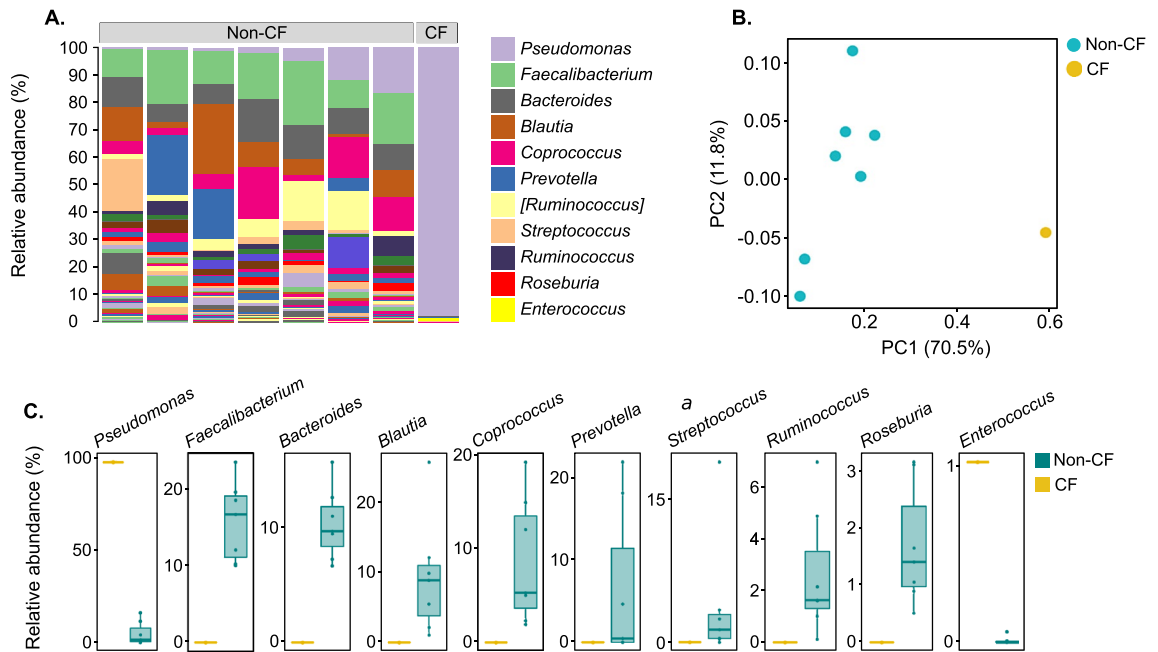 A.
Non-CF
CF
Relative abundance (%)
100
90
80
70
60
50
40
30
20
10
0
Pseudomonas
Faecalibacterium
Bacteroides
Blautia
Coprococcus
Prevotella
[Ruminococcus]
Streptococcus
Ruminococcus
Roseburia
Enterococcus
B.
PC2 (11.8%)
0.10
0.05
0.00
-0.05
-0.10
0.2
0.4
0.6
PC1 (70.5%)
Non-CF
CF
C.
Relative abundance (%)
Pseudomonas
100
50
0
Faecalibacterium
20
10
0
Bacteroides
10
0
Blautia
20
10
0
Coprococcus
20
10
0
Prevotella
20
10
0
a
Streptococcus
15
0
Ruminococcus
6
4
2
0
Roseburia
3
2
1
0
Enterococcus
1
0
Non-CF
CF